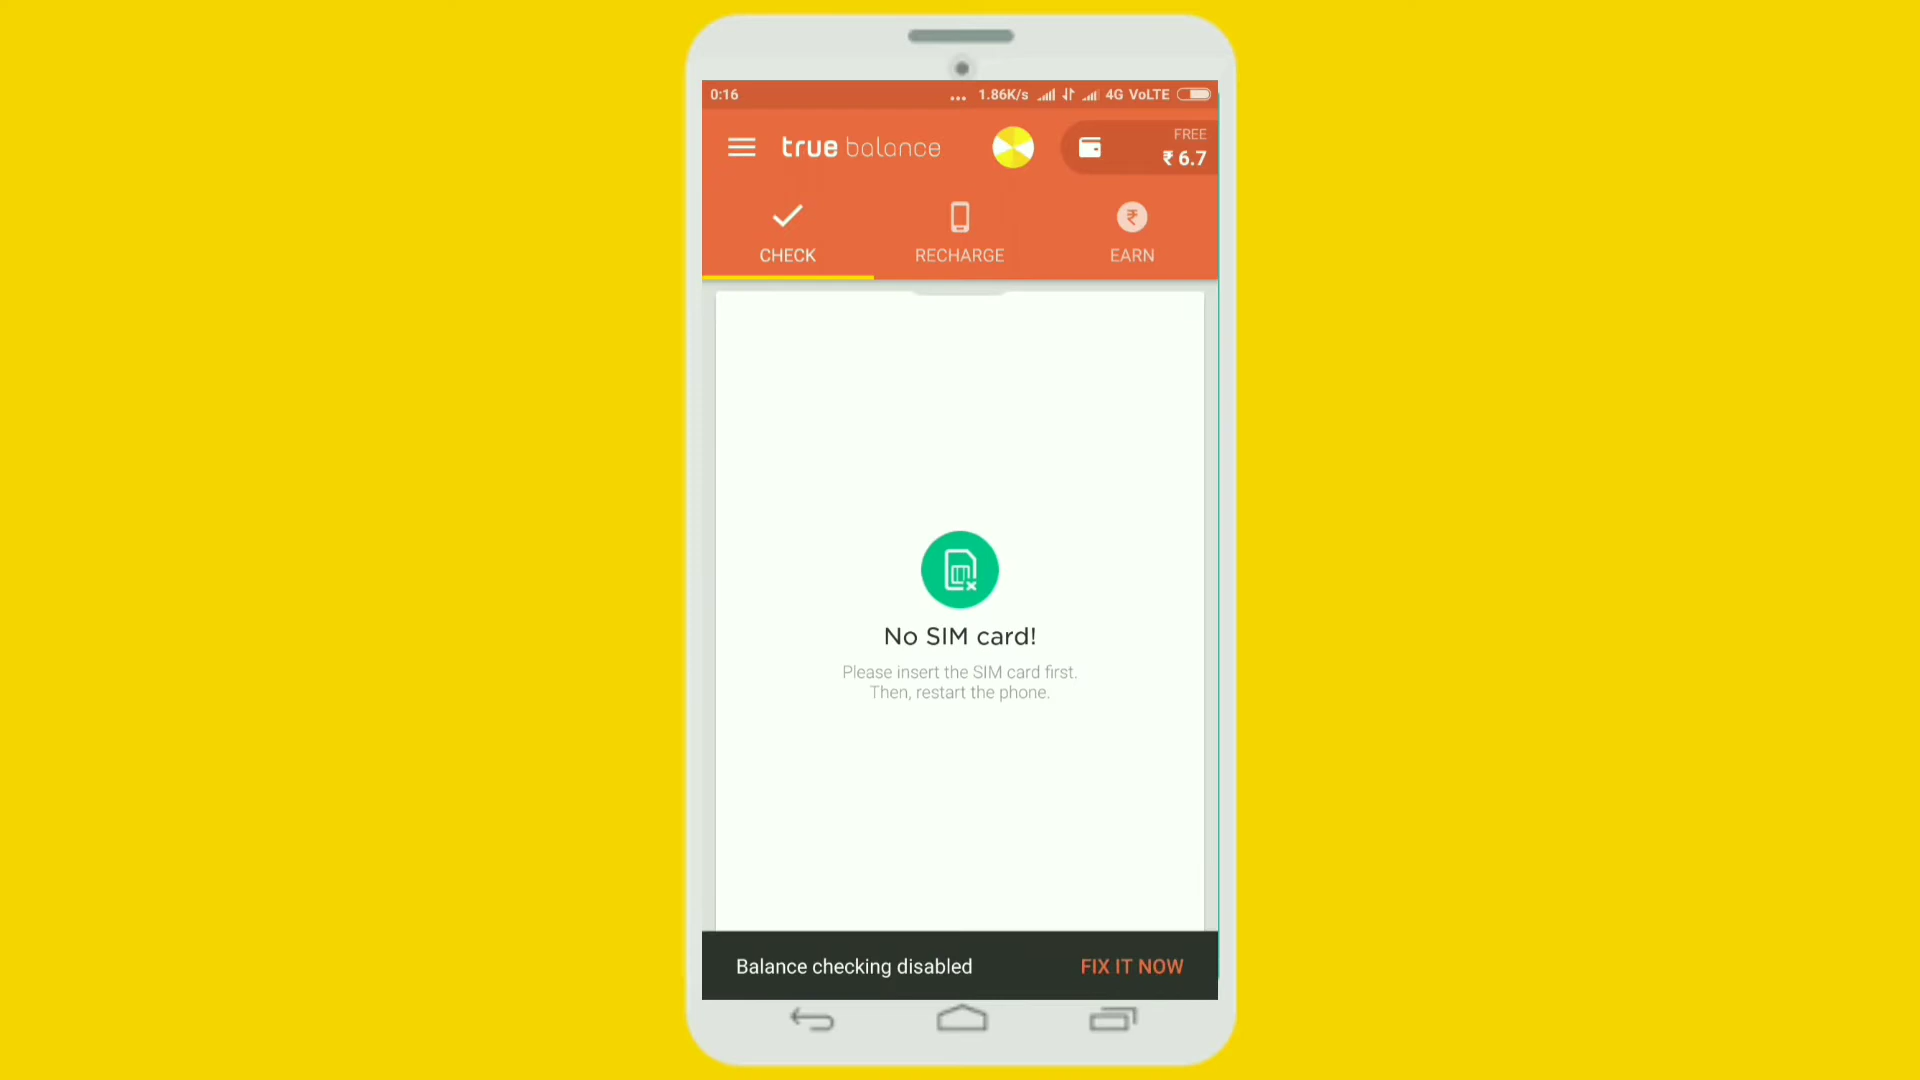 0:16 ... 1.86K/s 4G VoLTE
true balance
FREE
₹ 6.7
CHECK RECHARGE EARN
No SIM card!
Please insert the SIM card first.
Then, restart the phone.
Balance checking disabled FIX IT NOW